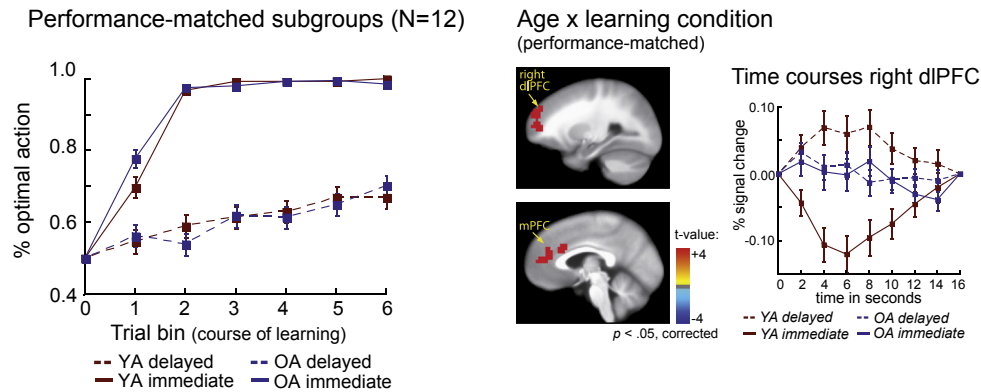 Performance-matched subgroups (N=12)
% optimal action
1.0
0.8
0.6
0.4
0 1 2 3 4 5 6
Trial bin (course of learning)
YA delayed OA delayed
YA immediate OA immediate
Age x learning condition
(performance-matched)
right
dlPFC
mPFC
t-value:
+4
-4
p < .05, corrected
Time courses right dlPFC
% signal change
0.10
0.00
-0.10
0 2 4 6 8 10 12 14 16
time in seconds
YA delayed OA delayed
YA immediate OA immediate